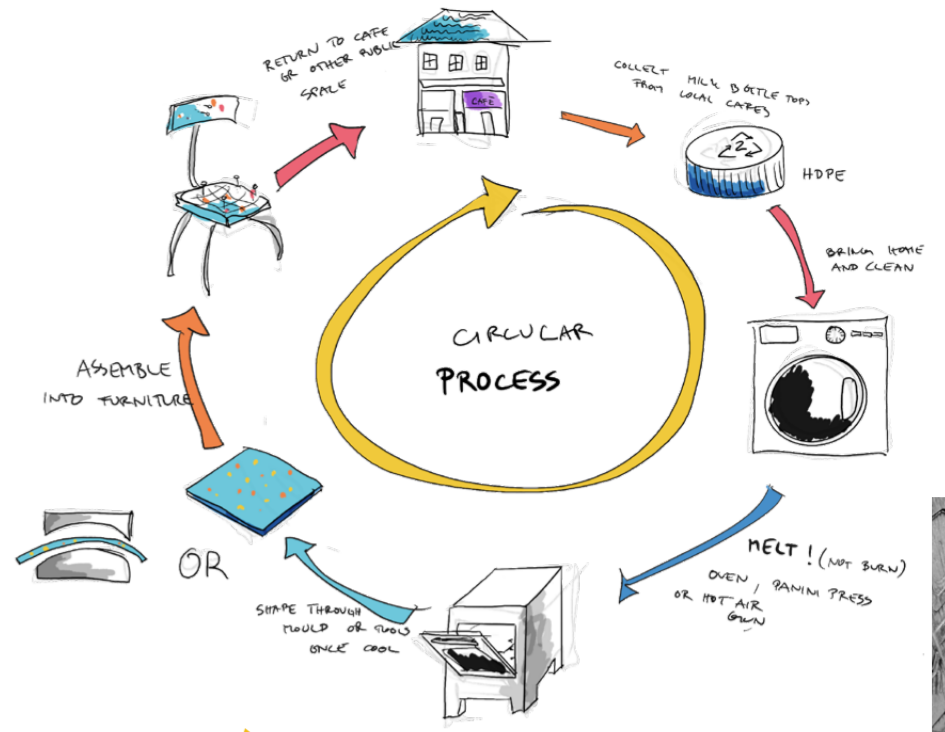 RETURN TO CAFE
OR OTHER PUBLIC
SPACE
CAFE
COLLECT MILK BOTTLE TOPS
FROM LOCAL CAFES
2
HDPE
BRING HOME
AND CLEAN
CIRCULAR
PROCESS
MELT! (NOT BURN)
OVEN, PANINI PRESS
OR HOT AIR
GUN
SHAPE THROUGH
MOULD OR
ONCE COOL
OR
ASSEMBLE
INTO FURNITURE